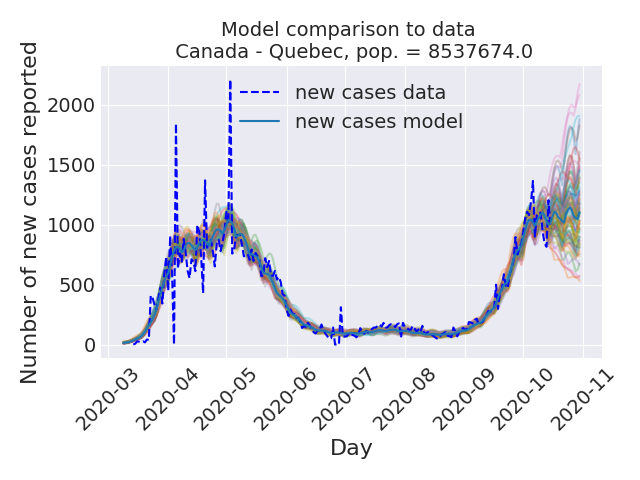 Model comparison to data
Canada - Quebec, pop. = 8537674.0
new cases data
new cases model
Number of new cases reported
2000
1500
1000
500
0
2020-03
2020-04
2020-05
2020-06
2020-07
2020-08
2020-09
2020-10
2020-11
Day